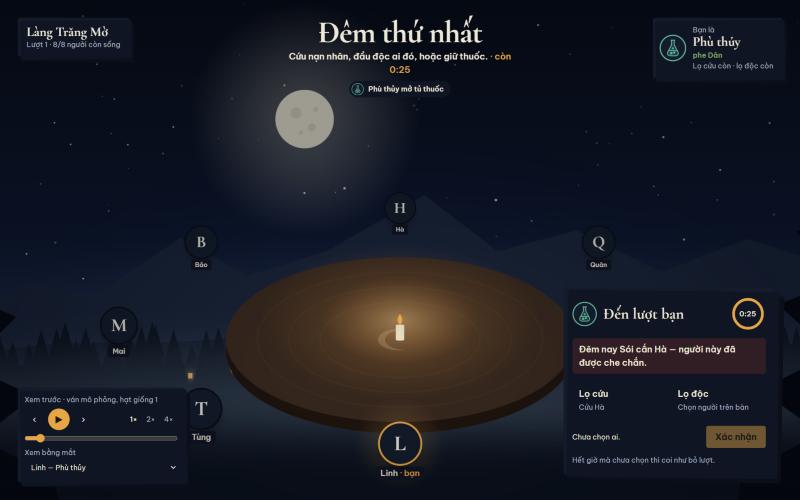 Làng Trăng Mờ
Lượt 1 · 8/8 người còn sống
Đêm thứ nhất
Cứu nạn nhân, đầu độc ai đó, hoặc giữ thuốc. · còn
0:25
Phù thủy mở tủ thuốc
Bạn là
Phù thủy
phe Dân
Lọ cứu còn · lọ độc còn
H
Hà
B
Bảo
Q
Quân
M
Mai
T
Tùng
L
Linh · bạn
Xem trước · ván mô phỏng, hạt giống 1
1× 2× 4×
Xem bằng mắt
Linh — Phù thủy
Đến lượt bạn
0:25
Đêm nay Sói cắn Hà — người này đã
được che chắn.
Lọ cứu
Cứu Hà
Lọ độc
Chọn người trên bàn
Chưa chọn ai.
Xác nhận
Hết giờ mà chưa chọn thì coi như bỏ lượt.